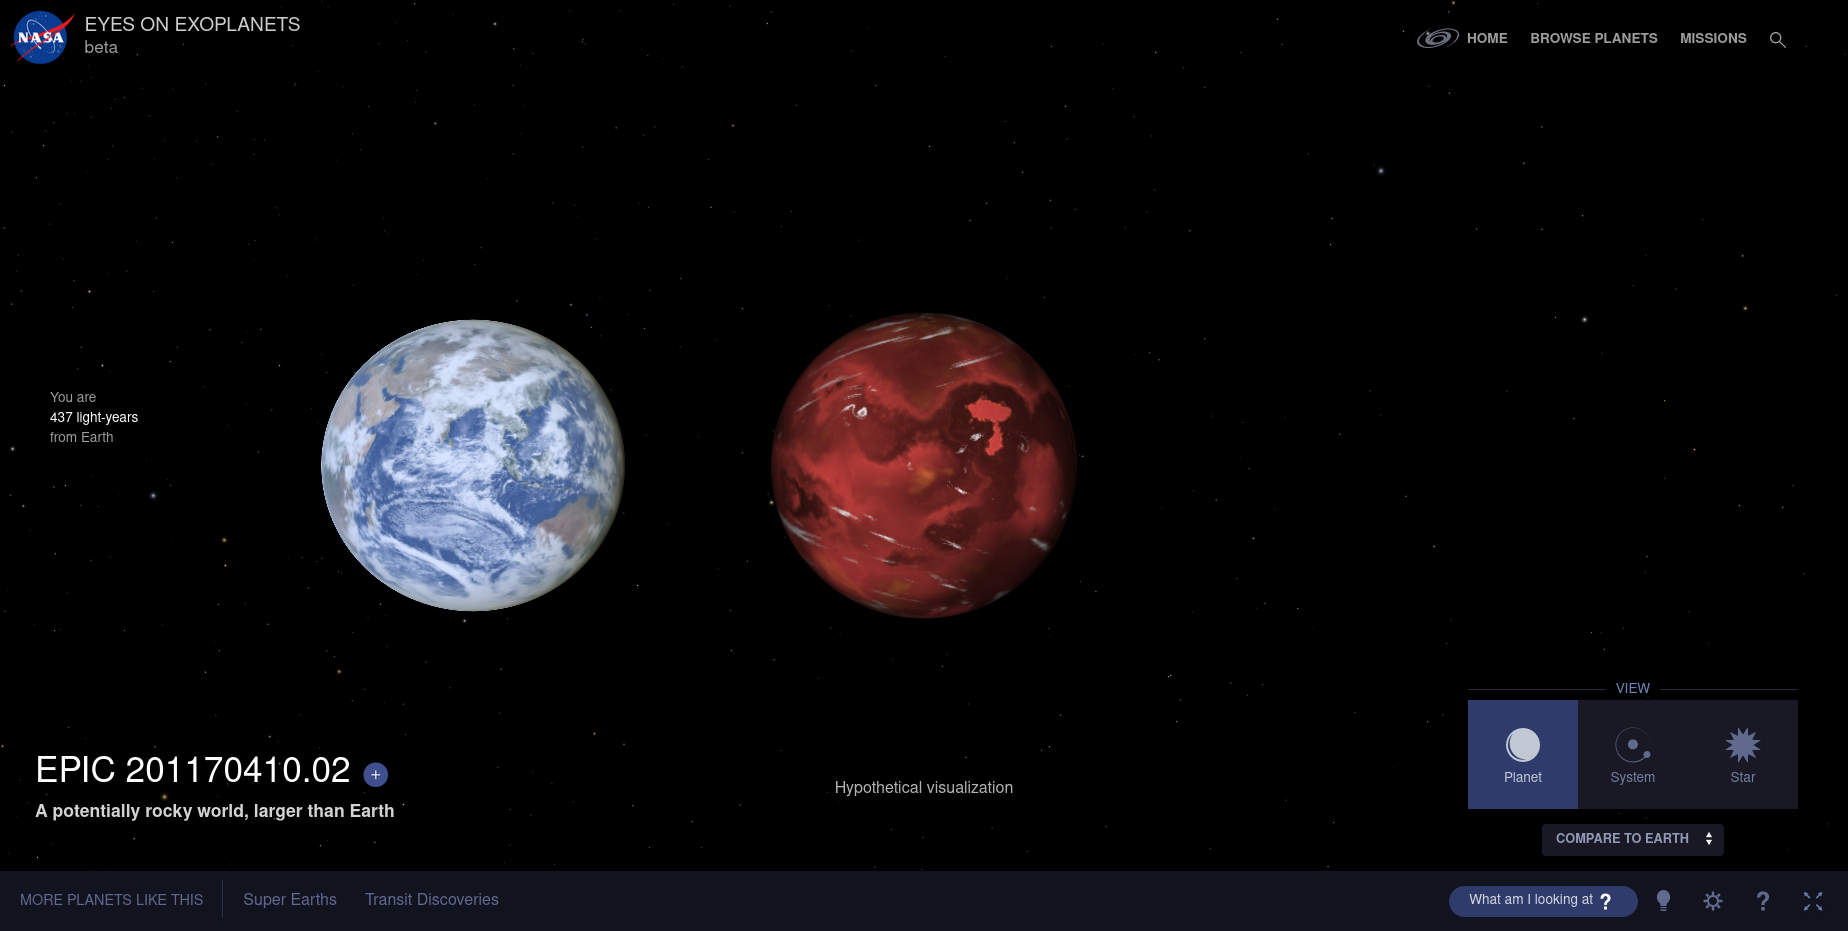 NASA
EYES ON EXOPLANETS
beta
HOME
BROWSE PLANETS
MISSIONS
You are
437 light-years
from Earth
VIEW
Planet
System
Star
EPIC 201170410.02 +
A potentially rocky world, larger than Earth
Hypothetical visualization
COMPARE TO EARTH
MORE PLANETS LIKE THIS
Super Earths
Transit Discoveries
What am I looking at ?
?